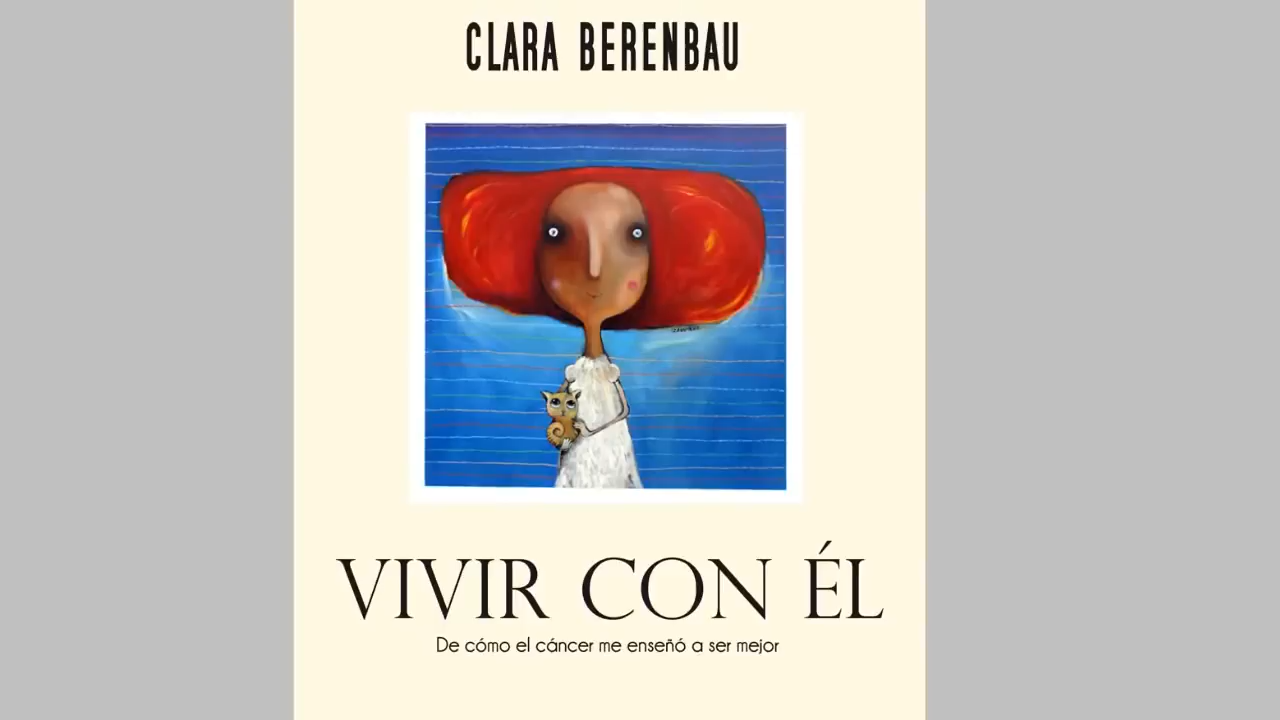 CLARA BERENBAU
VIVIR CON ÉL
De cómo el cáncer me enseñó a ser mejor